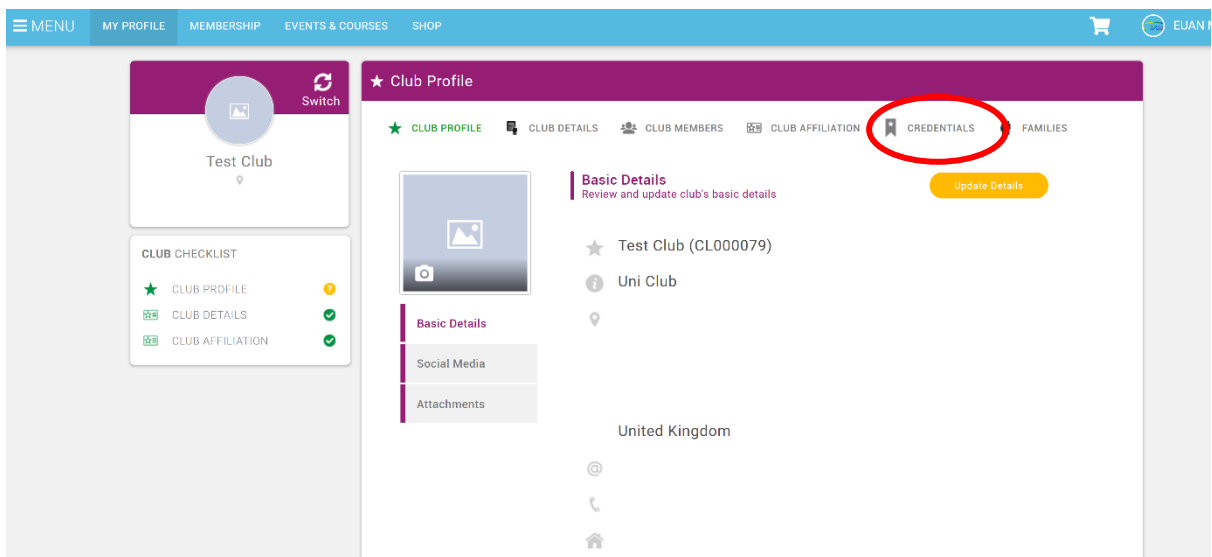 MENU MY PROFILE MEMBERSHIP EVENTS & COURSES SHOP EUAN
Switch
Test Club
CLUB CHECKLIST
CLUB PROFILE
CLUB DETAILS
CLUB AFFILIATION
Club Profile
CLUB PROFILE CLUB DETAILS CLUB MEMBERS CLUB AFFILIATION CREDENTIALS FAMILIES
Basic Details
Social Media
Attachments
Basic Details
Review and update club's basic details
Update Details
Test Club (CL000079)
Uni Club
United Kingdom